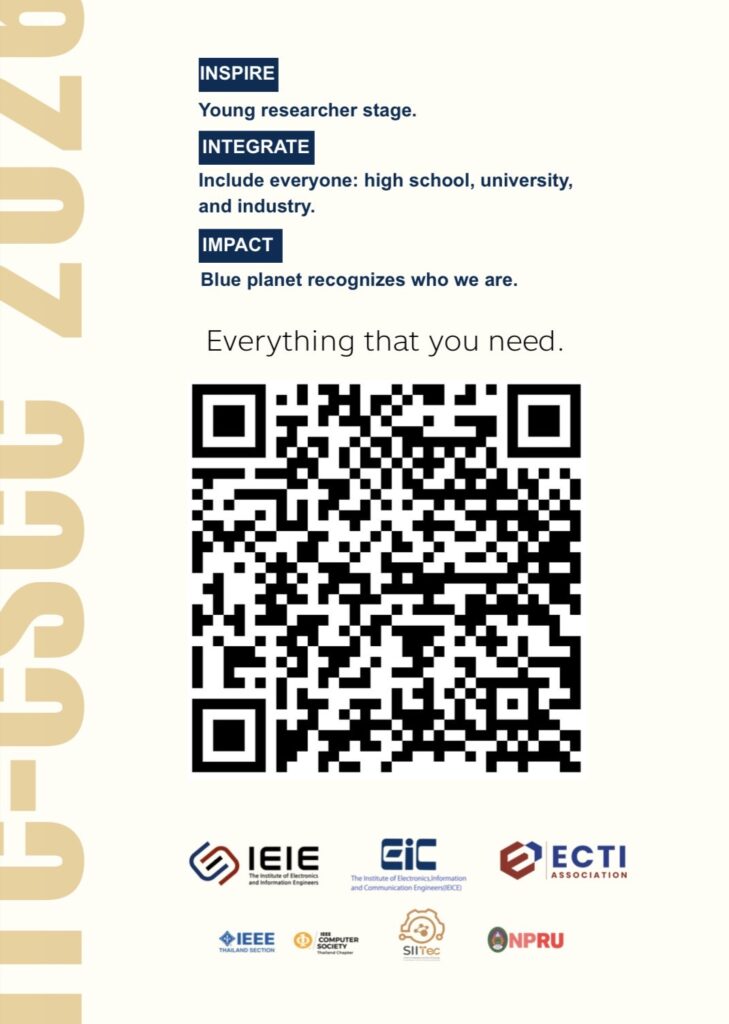 ITC-CSCC 2026
INSPIRE
Young researcher stage.
INTEGRATE
Include everyone: high school, university,
and industry.
IMPACT
Blue planet recognizes who we are.
Everything that you need.
IEIE
The Institute of Electronics
and Information Engineers
EiC
The Institute of Electronics,Information
and Communication Engineers(IEICE)
ECTI
ASSOCIATION
IEEE
THAILAND SECTION
IEEE
COMPUTER
SOCIETY
Thailand Chapter
SIITec
NPRU